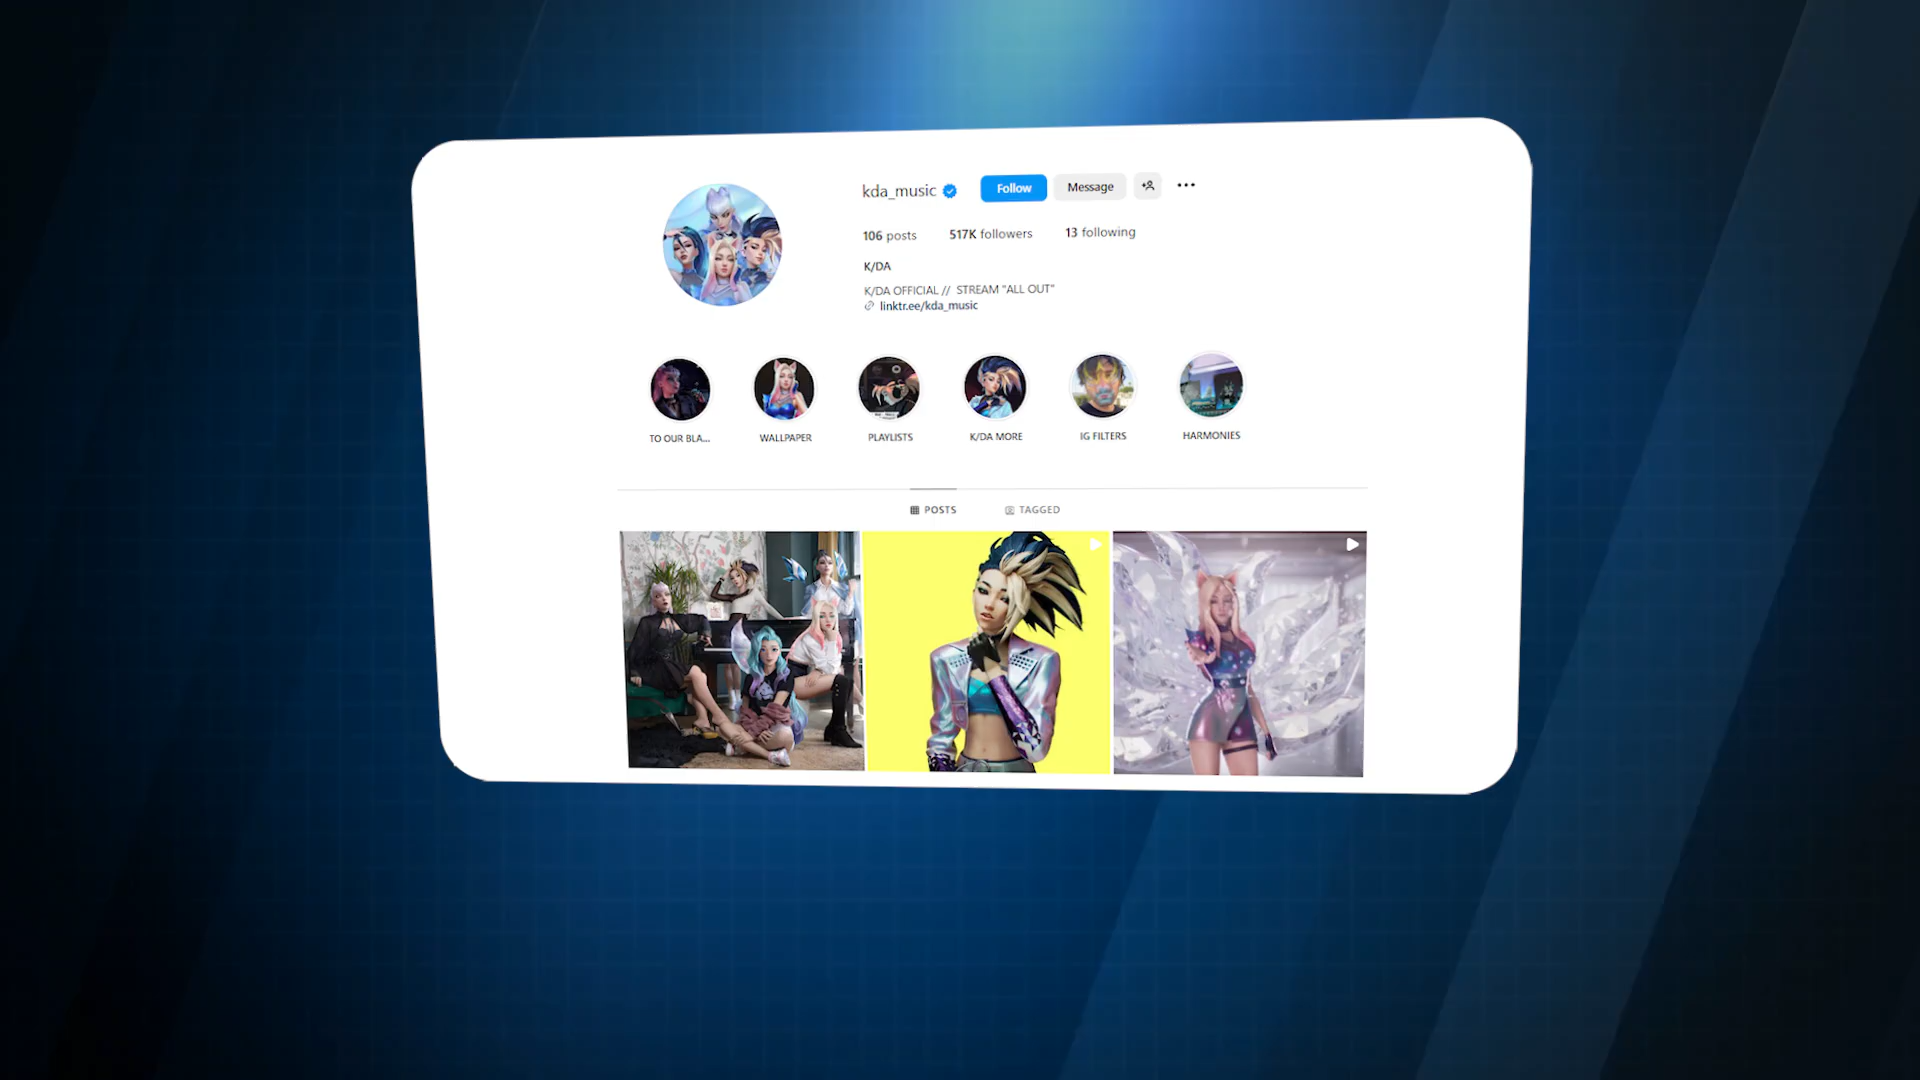 kda_music Follow Message
106 posts 517K followers 13 following
K/DA
K/DA OFFICIAL // STREAM "ALL OUT"
linktr.ee/kda_music
TO OUR BLA... WALLPAPER PLAYLISTS K/DA MORE IG FILTERS HARMONIES
POSTS TAGGED